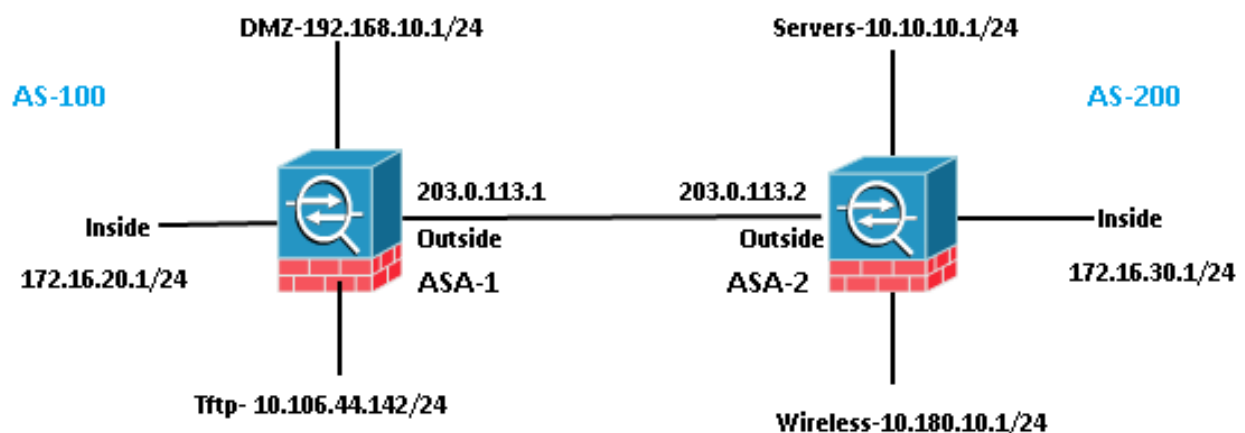 DMZ-192.168.10.1/24
Servers-10.10.10.1/24
AS-100
AS-200
203.0.113.1
203.0.113.2
Inside
Outside
Outside
Inside
172.16.20.1/24
ASA-1
ASA-2
172.16.30.1/24
Tftp- 10.106.44.142/24
Wireless-10.180.10.1/24